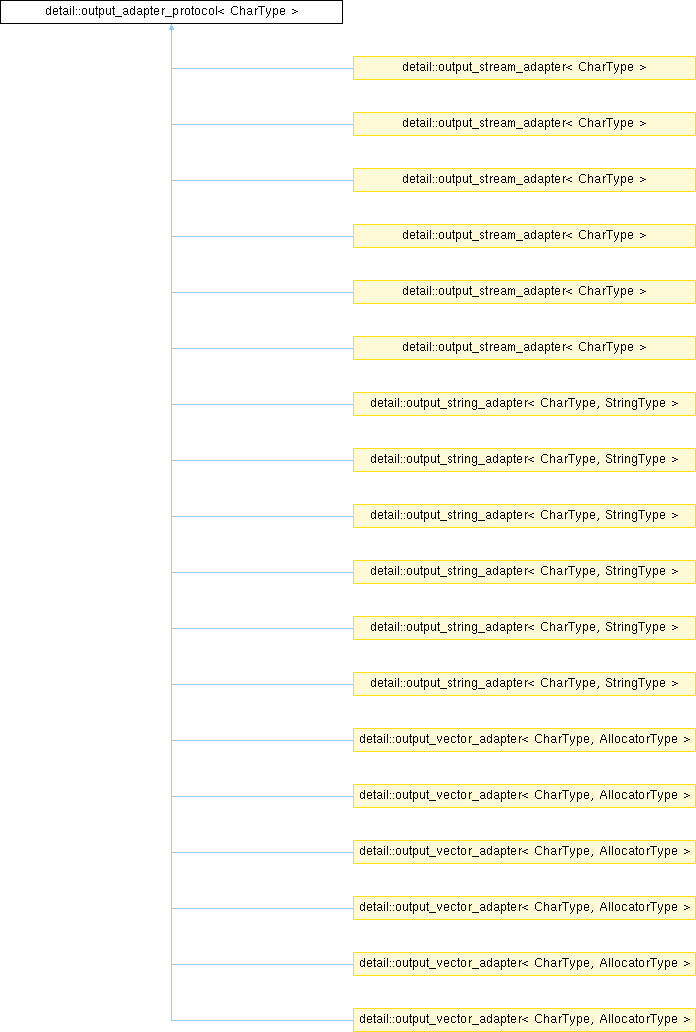 detail::output_adapter_protocol< CharType >
detail::output_stream_adapter< CharType >
detail::output_stream_adapter< CharType >
detail::output_stream_adapter< CharType >
detail::output_stream_adapter< CharType >
detail::output_stream_adapter< CharType >
detail::output_stream_adapter< CharType >
detail::output_string_adapter< CharType, StringType >
detail::output_string_adapter< CharType, StringType >
detail::output_string_adapter< CharType, StringType >
detail::output_string_adapter< CharType, StringType >
detail::output_string_adapter< CharType, StringType >
detail::output_string_adapter< CharType, StringType >
detail::output_vector_adapter< CharType, AllocatorType >
detail::output_vector_adapter< CharType, AllocatorType >
detail::output_vector_adapter< CharType, AllocatorType >
detail::output_vector_adapter< CharType, AllocatorType >
detail::output_vector_adapter< CharType, AllocatorType >
detail::output_vector_adapter< CharType, AllocatorType >